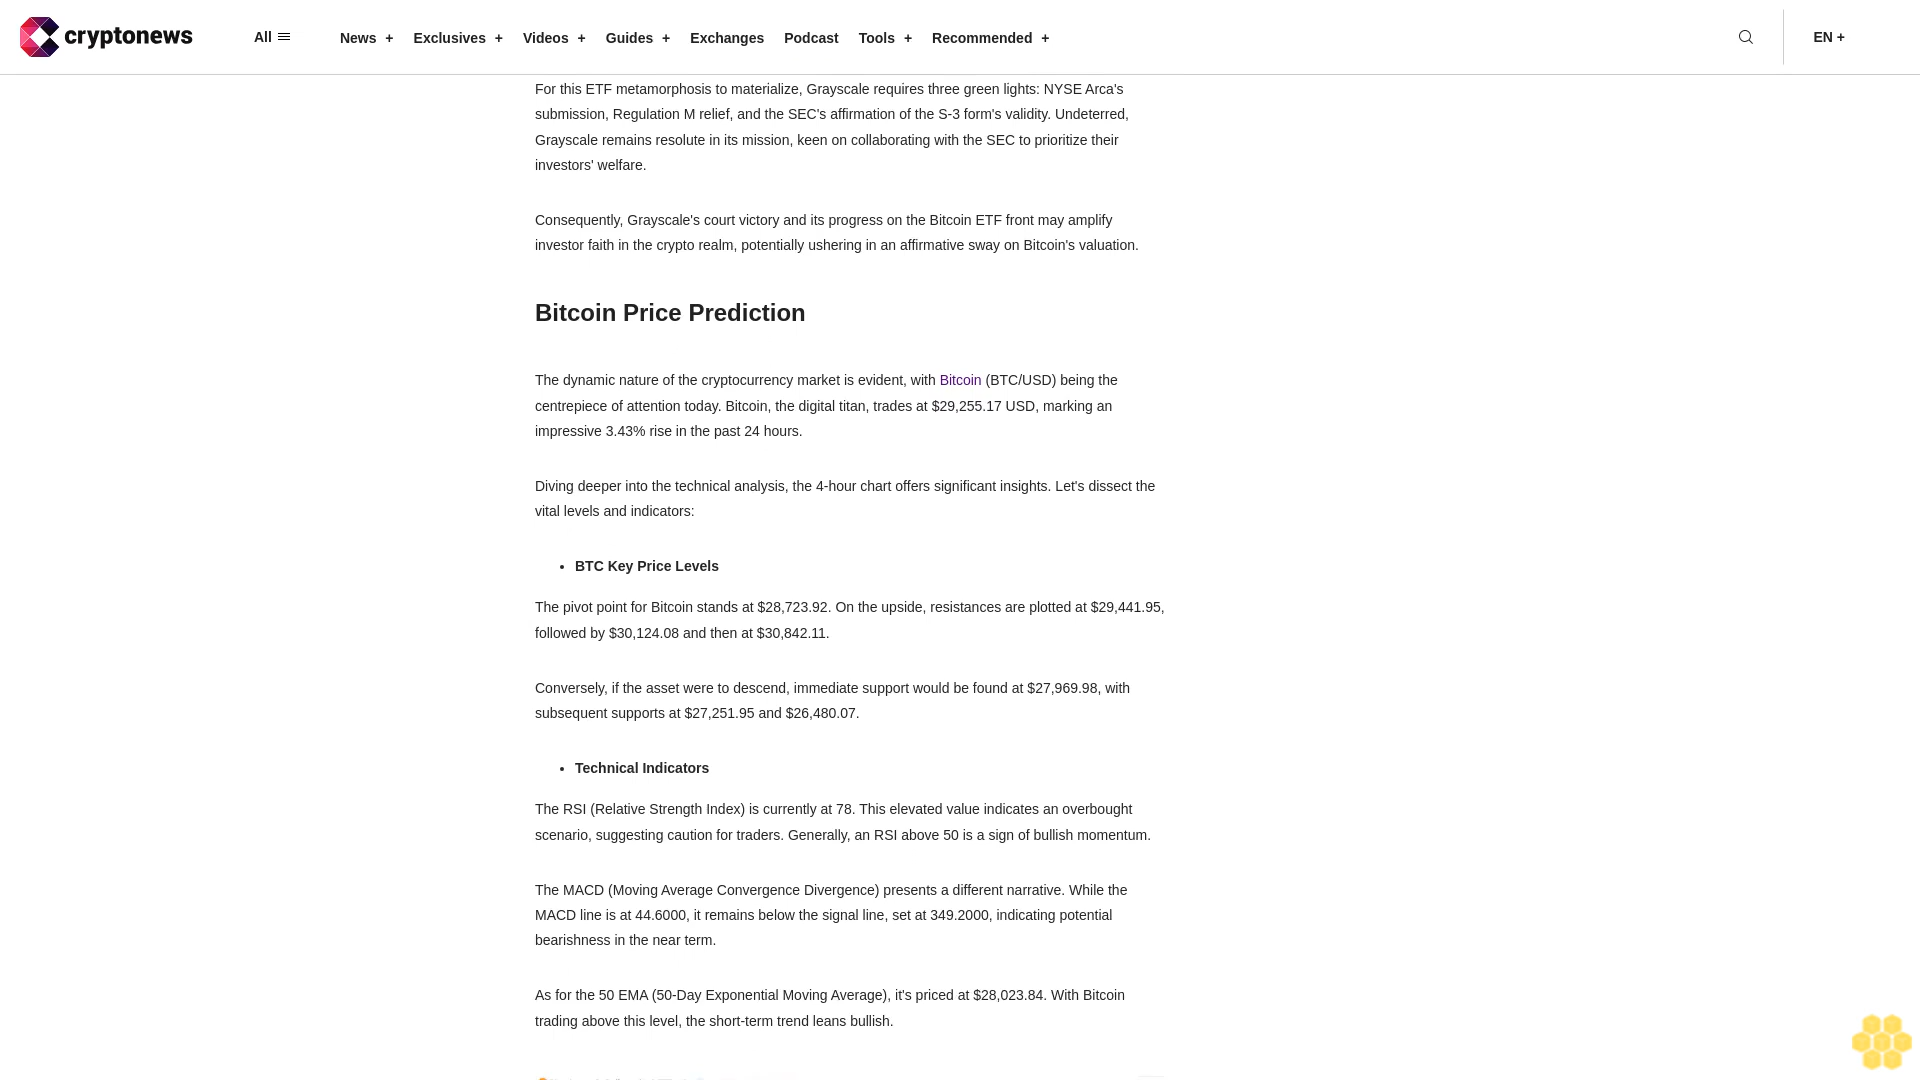 cryptonews All News + Exclusives + Videos + Guides + Exchanges Podcast Tools + Recommended + EN +
For this ETF metamorphosis to materialize, Grayscale requires three green lights: NYSE Arca's
submission, Regulation M relief, and the SEC's affirmation of the S-3 form's validity. Undeterred,
Grayscale remains resolute in its mission, keen on collaborating with the SEC to prioritize their
investors' welfare.
Consequently, Grayscale's court victory and its progress on the Bitcoin ETF front may amplify
investor faith in the crypto realm, potentially ushering in an affirmative sway on Bitcoin's valuation.
Bitcoin Price Prediction
The dynamic nature of the cryptocurrency market is evident, with Bitcoin (BTC/USD) being the
centrepiece of attention today. Bitcoin, the digital titan, trades at $29,255.17 USD, marking an
impressive 3.43% rise in the past 24 hours.
Diving deeper into the technical analysis, the 4-hour chart offers significant insights. Let's dissect the
vital levels and indicators:
• BTC Key Price Levels
The pivot point for Bitcoin stands at $28,723.92. On the upside, resistances are plotted at $29,441.95,
followed by $30,124.08 and then at $30,842.11.
Conversely, if the asset were to descend, immediate support would be found at $27,969.98, with
subsequent supports at $27,251.95 and $26,480.07.
• Technical Indicators
The RSI (Relative Strength Index) is currently at 78. This elevated value indicates an overbought
scenario, suggesting caution for traders. Generally, an RSI above 50 is a sign of bullish momentum.
The MACD (Moving Average Convergence Divergence) presents a different narrative. While the
MACD line is at 44.6000, it remains below the signal line, set at 349.2000, indicating potential
bearishness in the near term.
As for the 50 EMA (50-Day Exponential Moving Average), it's priced at $28,023.84. With Bitcoin
trading above this level, the short-term trend leans bullish.